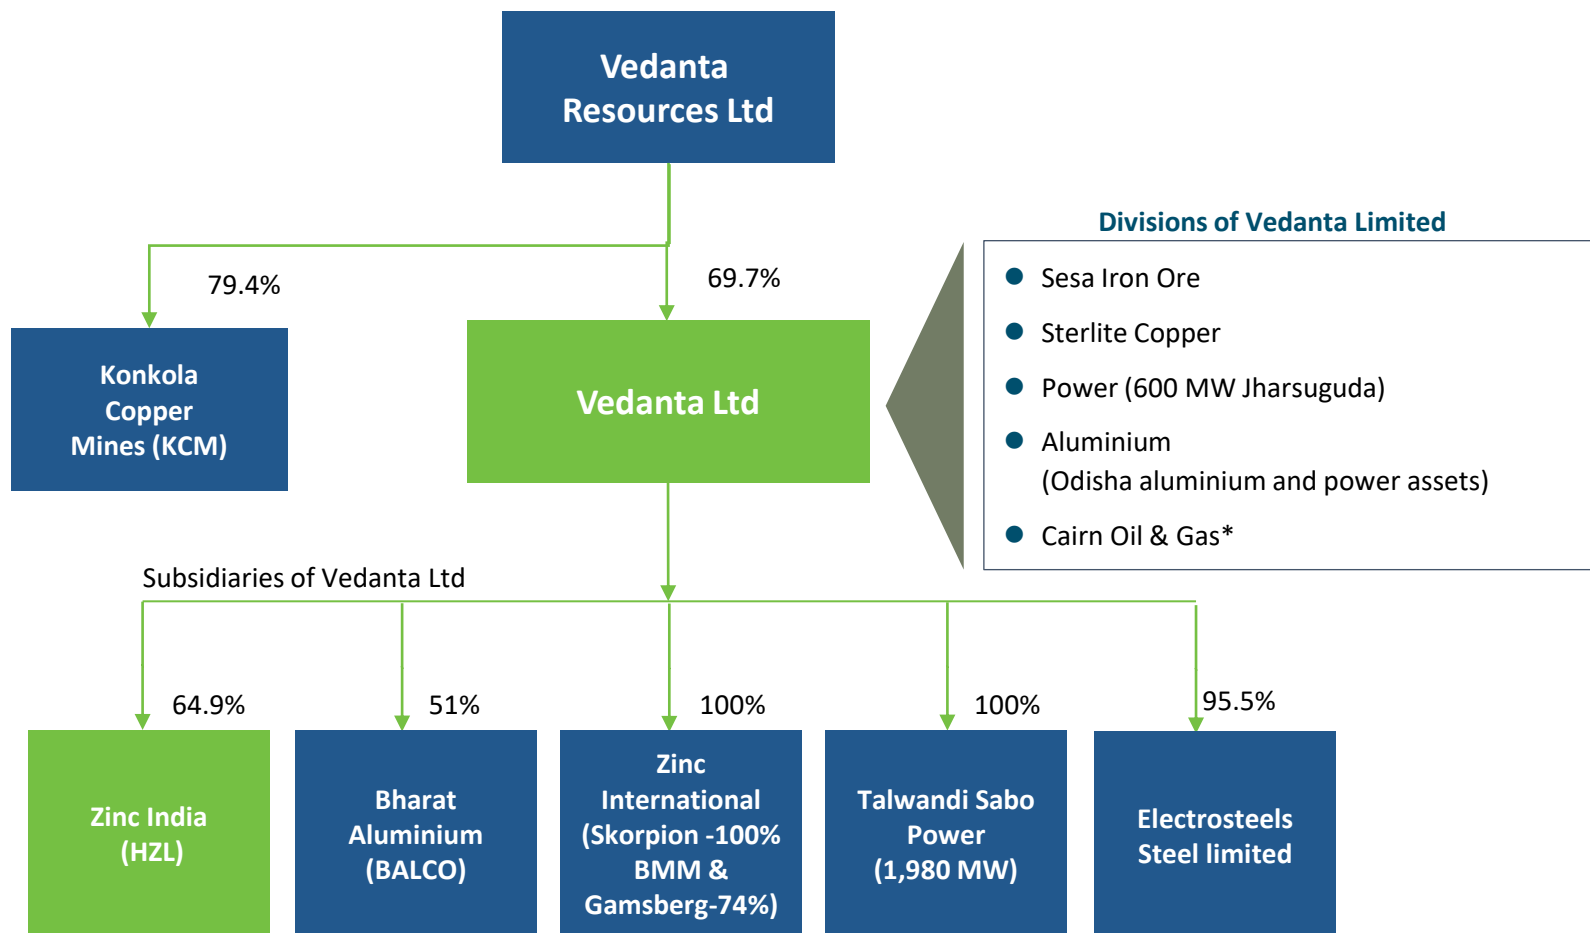 Vedanta
Resources Ltd
Divisions of Vedanta Limited
79.4%
69.7%
Sesa Iron Ore
Sterlite Copper
Power (600 MW Jharsuguda)
Aluminium
(Odisha aluminium and power assets)
Cairn Oil & Gas*
Konkola
Copper
Mines (KCM)
Vedanta Ltd
Subsidiaries of Vedanta Ltd
64.9%
51%
100%
100%
95.5%
Zinc India
(HZL)
Bharat
Aluminium
(BALCO)
Zinc
International
(Skorpion -100%
BMM &
Gamsberg-74%)
Talwandi Sabo
Power
(1,980 MW)
Electrosteels
Steel limited